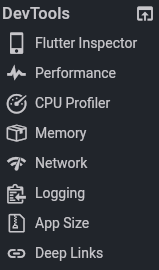 DevTools
Flutter Inspector
Performance
CPU Profiler
Memory
Network
Logging
App Size
Deep Links